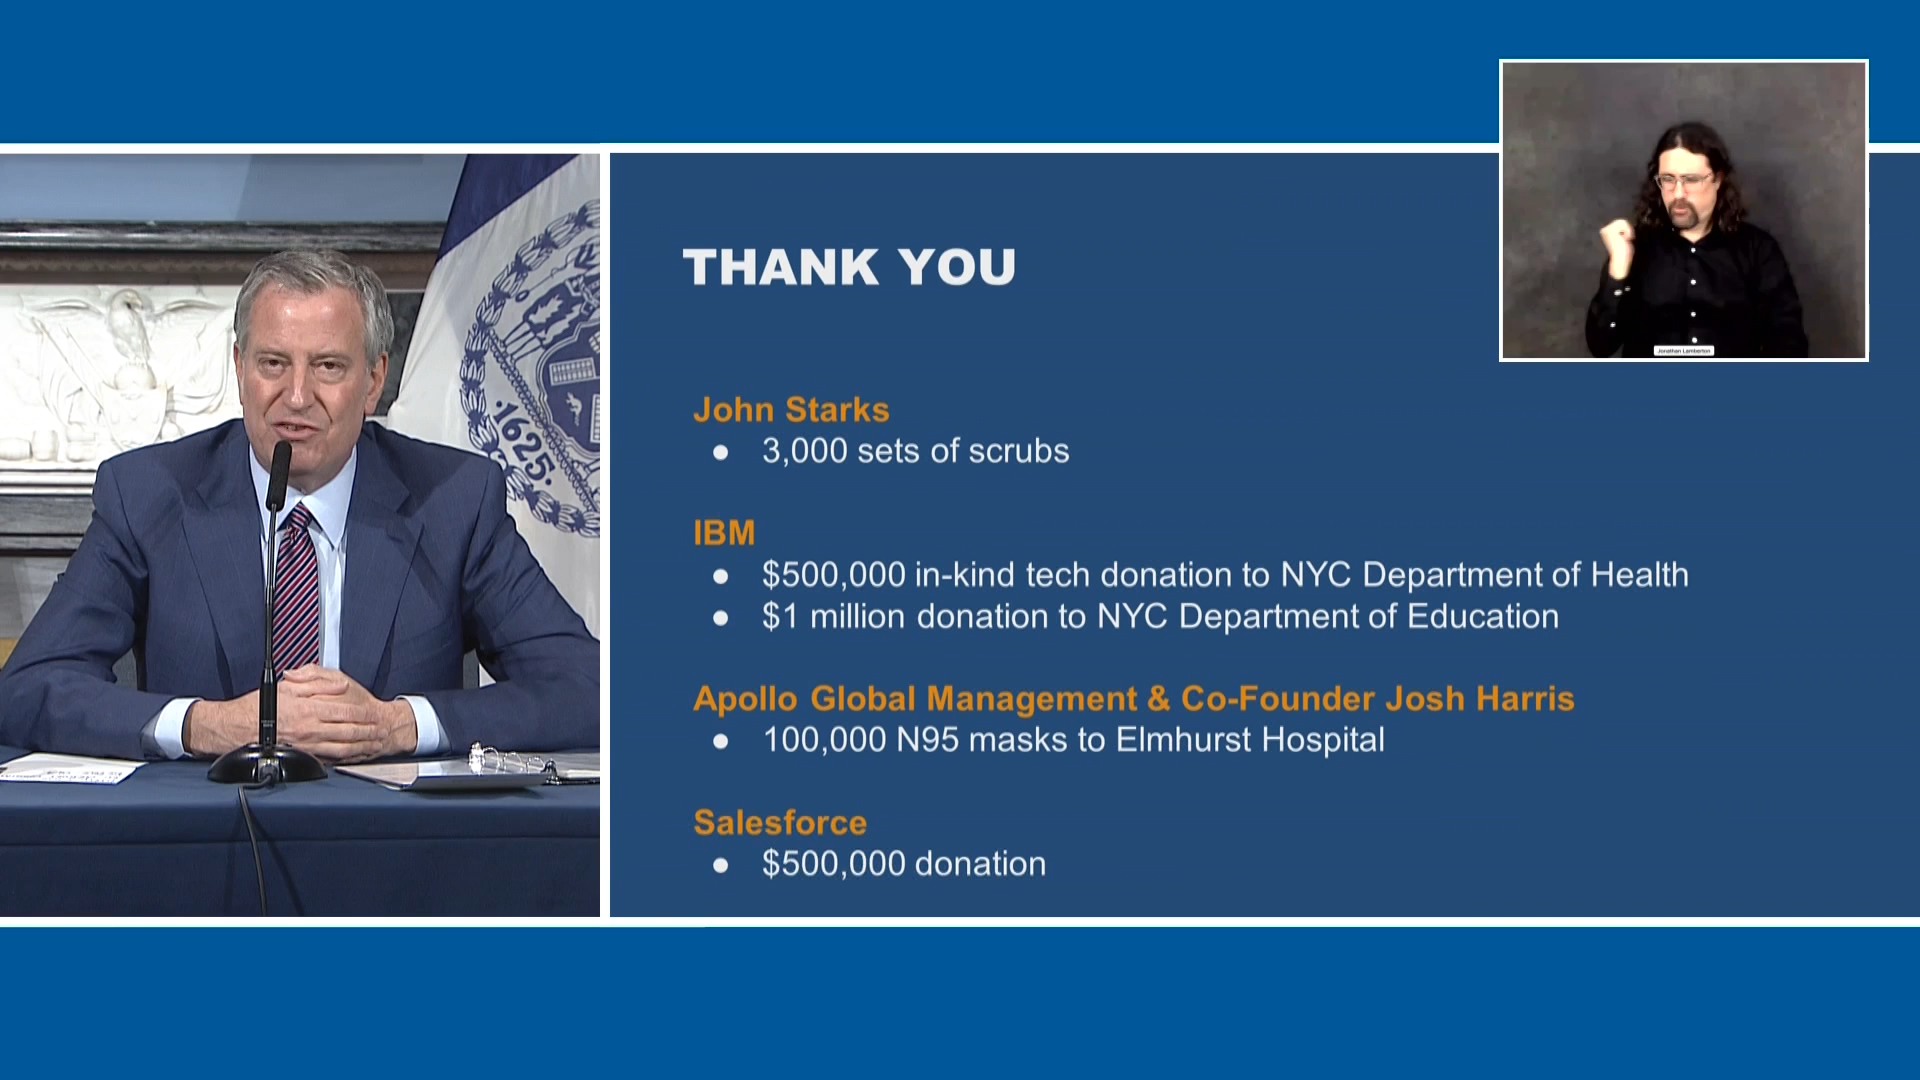 THANK YOU
John Starks
● 3,000 sets of scrubs
IBM
● $500,000 in-kind tech donation to NYC Department of Health
● $1 million donation to NYC Department of Education
Apollo Global Management & Co-Founder Josh Harris
● 100,000 N95 masks to Elmhurst Hospital
Salesforce
● $500,000 donation
·1625·
Jonathan Lamberton